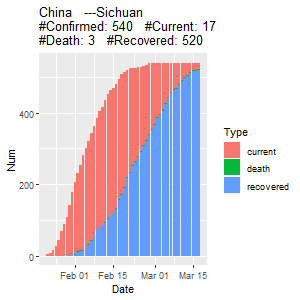 China   ---Sichuan
#Confirmed: 540   #Current: 17
#Death: 3   #Recovered: 520
Num
400
200
0
Feb 01
Feb 15
Mar 01
Mar 15
Date
Type
current
death
recovered